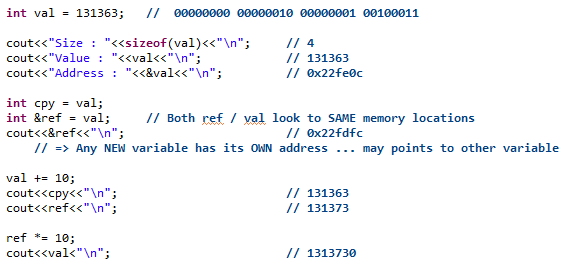 int val = 131363;   //  00000000 00000010 00000001 00100011
cout<<"Size : "<<sizeof(val)<<"\n";     // 4
cout<<"Value : "<<val<<"\n";            // 131363
cout<<"Address : "<<&val<<"\n";         // 0x22fe0c
int cpy = val;
int &ref = val;     // Both ref / val look to SAME memory locations
cout<<&ref<<"\n";                       // 0x22fdfc
    // => Any NEW variable has its OWN address ... may points to other variable
val += 10;
cout<<cpy<<"\n";                        // 131363
cout<<ref<<"\n";                        // 131373
ref *= 10;
cout<<val<"\n";                        // 1313730